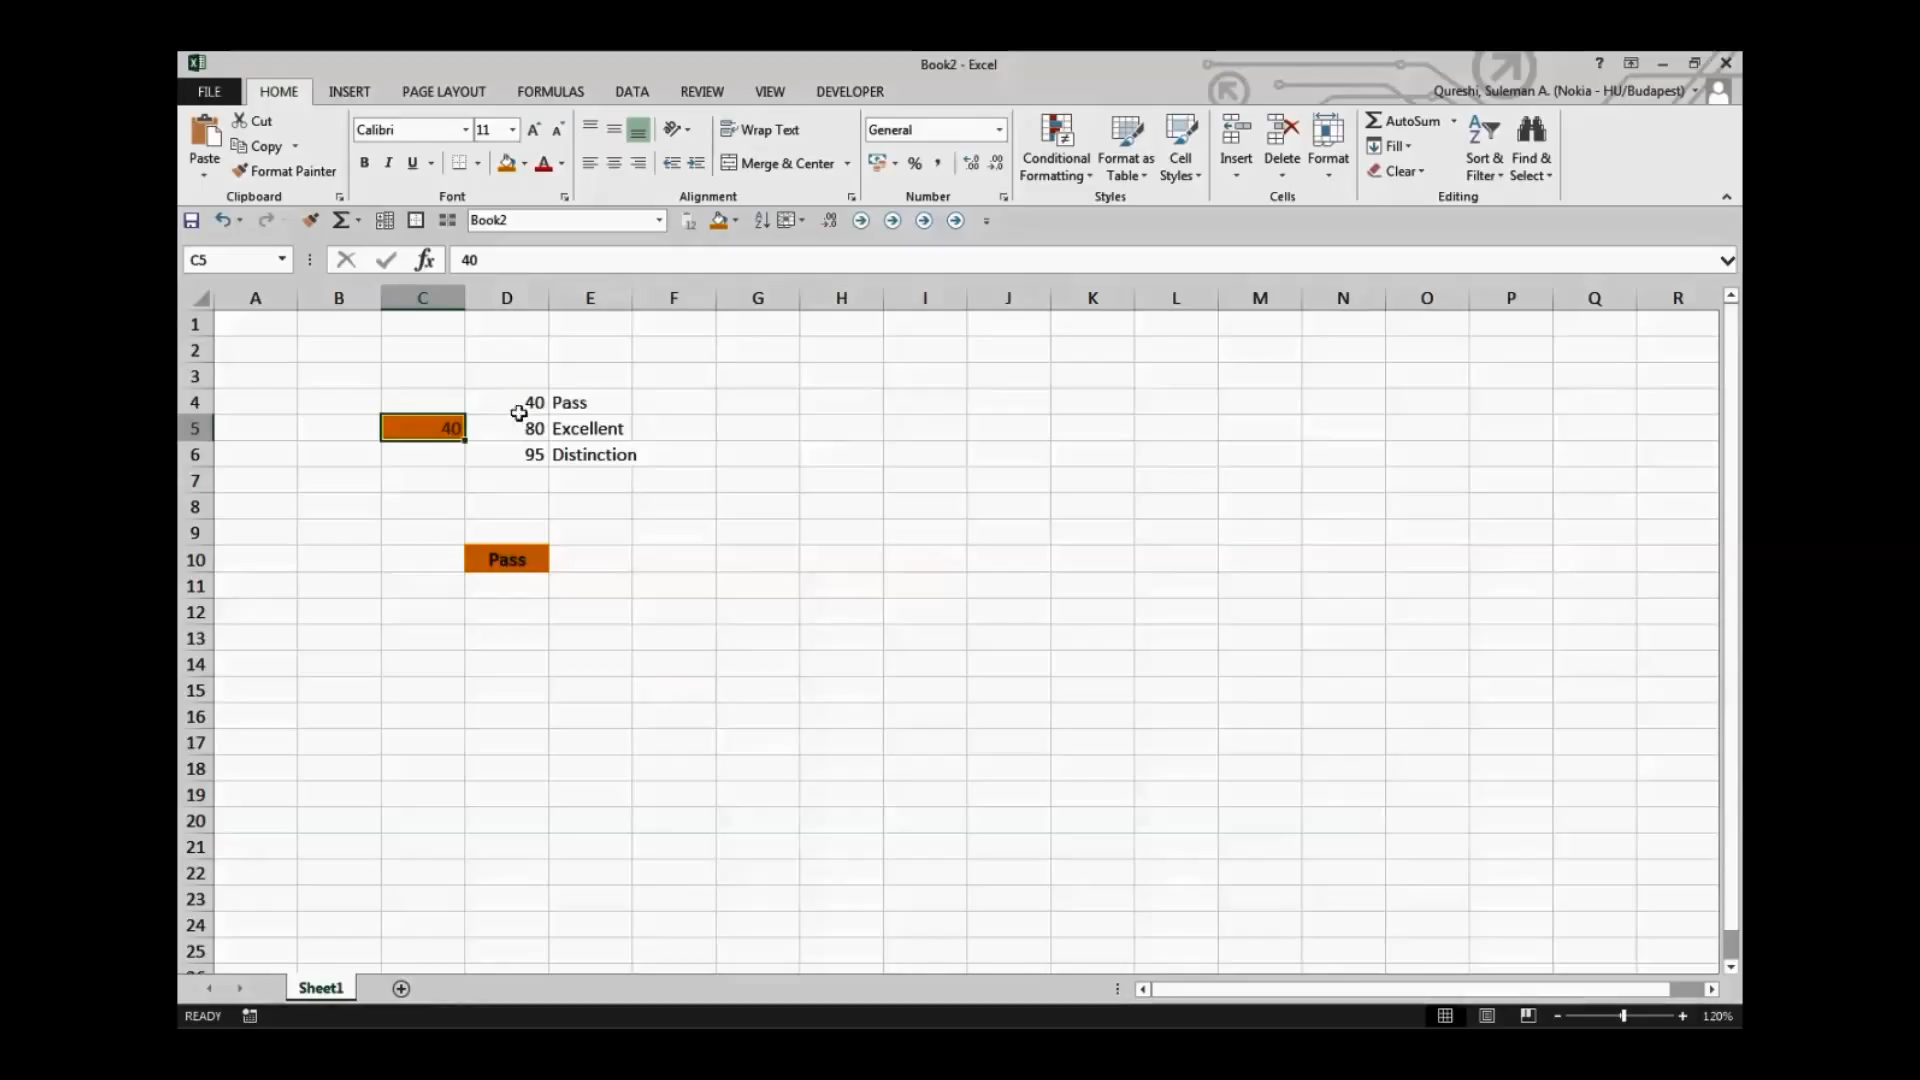 Book2 - Excel
?
FILE HOME INSERT PAGE LAYOUT FORMULAS DATA REVIEW VIEW DEVELOPER
Qureshi, Suleman A. (Nokia - HU/Budapest)
Paste
Cut
Copy
Format Painter
Clipboard
Calibri 11
B I U
Font
Wrap Text
Merge & Center
Alignment
General
% ,
Number
Conditional Formatting
Format as Table
Cell Styles
Styles
Insert
Delete
Format
Cells
AutoSum
Fill
Clear
Sort & Filter
Find & Select
Editing
Book2
C5
fx
40
A B C D E F G H I J K L M N O P Q R
1
2
3
4 40 Pass
5 40 80 Excellent
6 95 Distinction
7
8
9
10 Pass
11
12
13
14
15
16
17
18
19
20
21
22
23
24
25
Sheet1
READY
120%